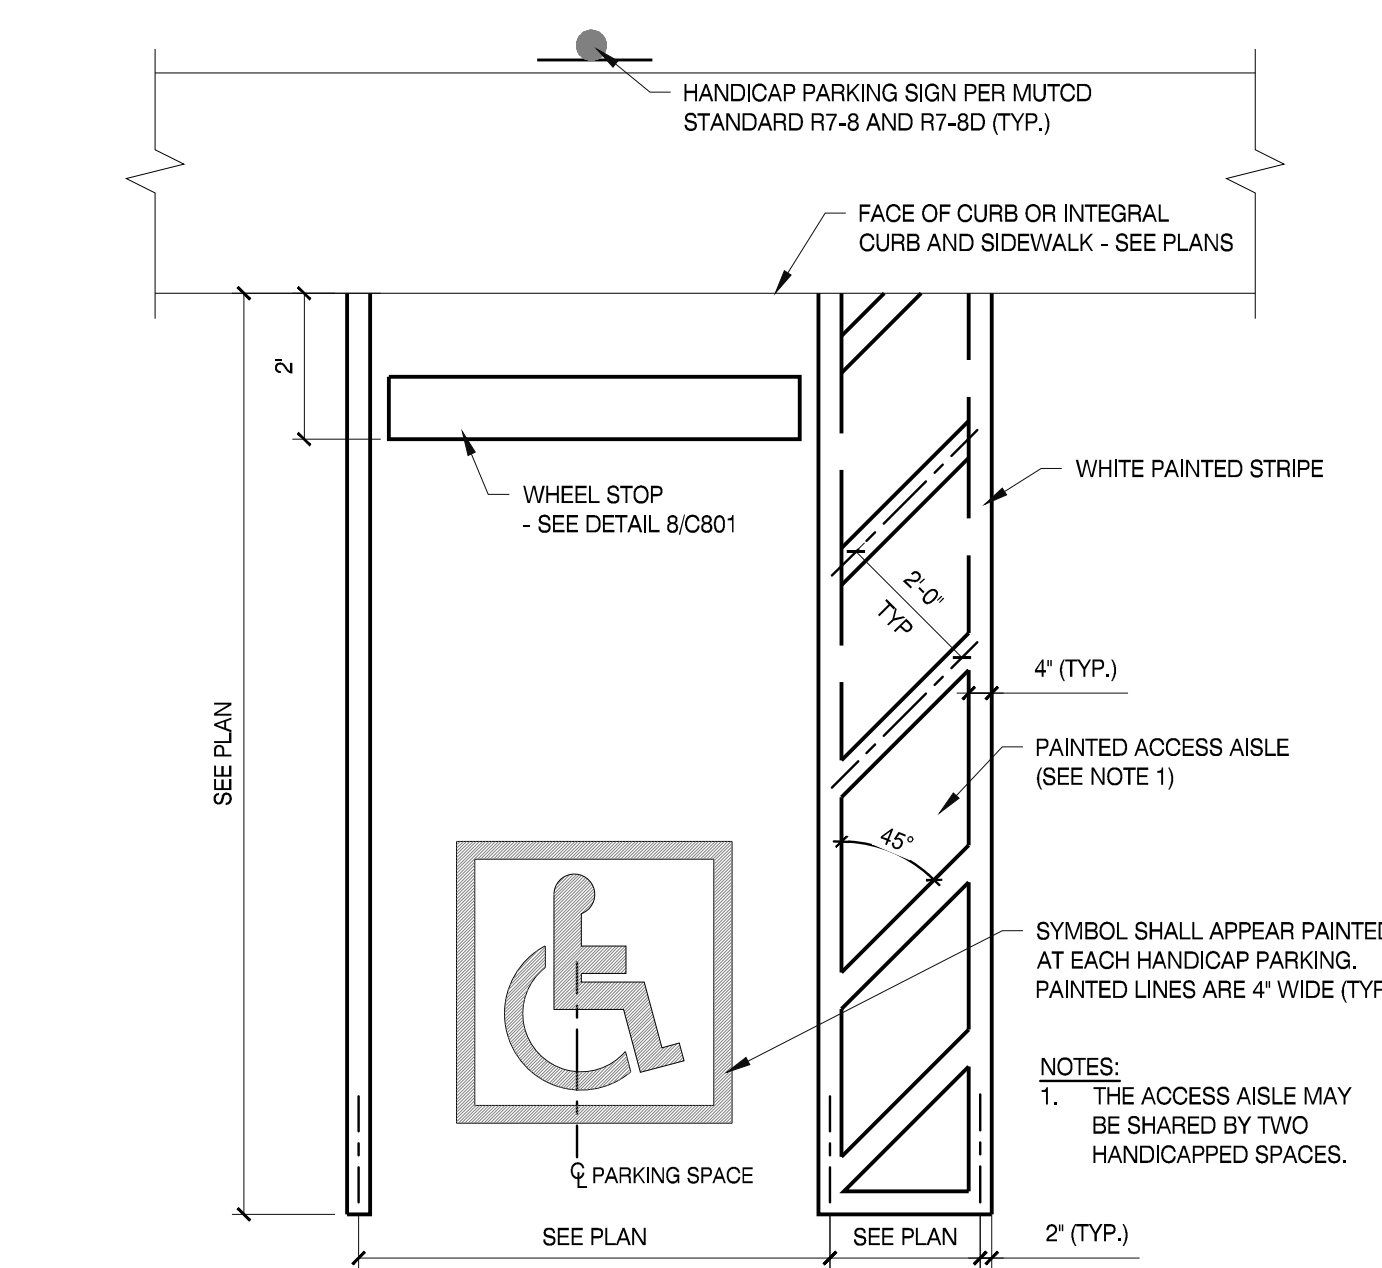 HANDICAP PARKING SIGN PER MUTCD
STANDARD R7-8 AND R7-8D (TYP.)
FACE OF CURB OR INTEGRAL
CURB AND SIDEWALK - SEE PLANS
2'
WHEEL STOP
- SEE DETAIL 8/C801
WHITE PAINTED STRIPE
2'-0"
TYP
4" (TYP.)
SEE PLAN
PAINTED ACCESS AISLE
(SEE NOTE 1)
45°
SYMBOL SHALL APPEAR PAINTED
AT EACH HANDICAP PARKING.
PAINTED LINES ARE 4" WIDE (TYP
NOTES:
1. THE ACCESS AISLE MAY
BE SHARED BY TWO
HANDICAPPED SPACES.
℄ PARKING SPACE
SEE PLAN
SEE PLAN
2" (TYP.)